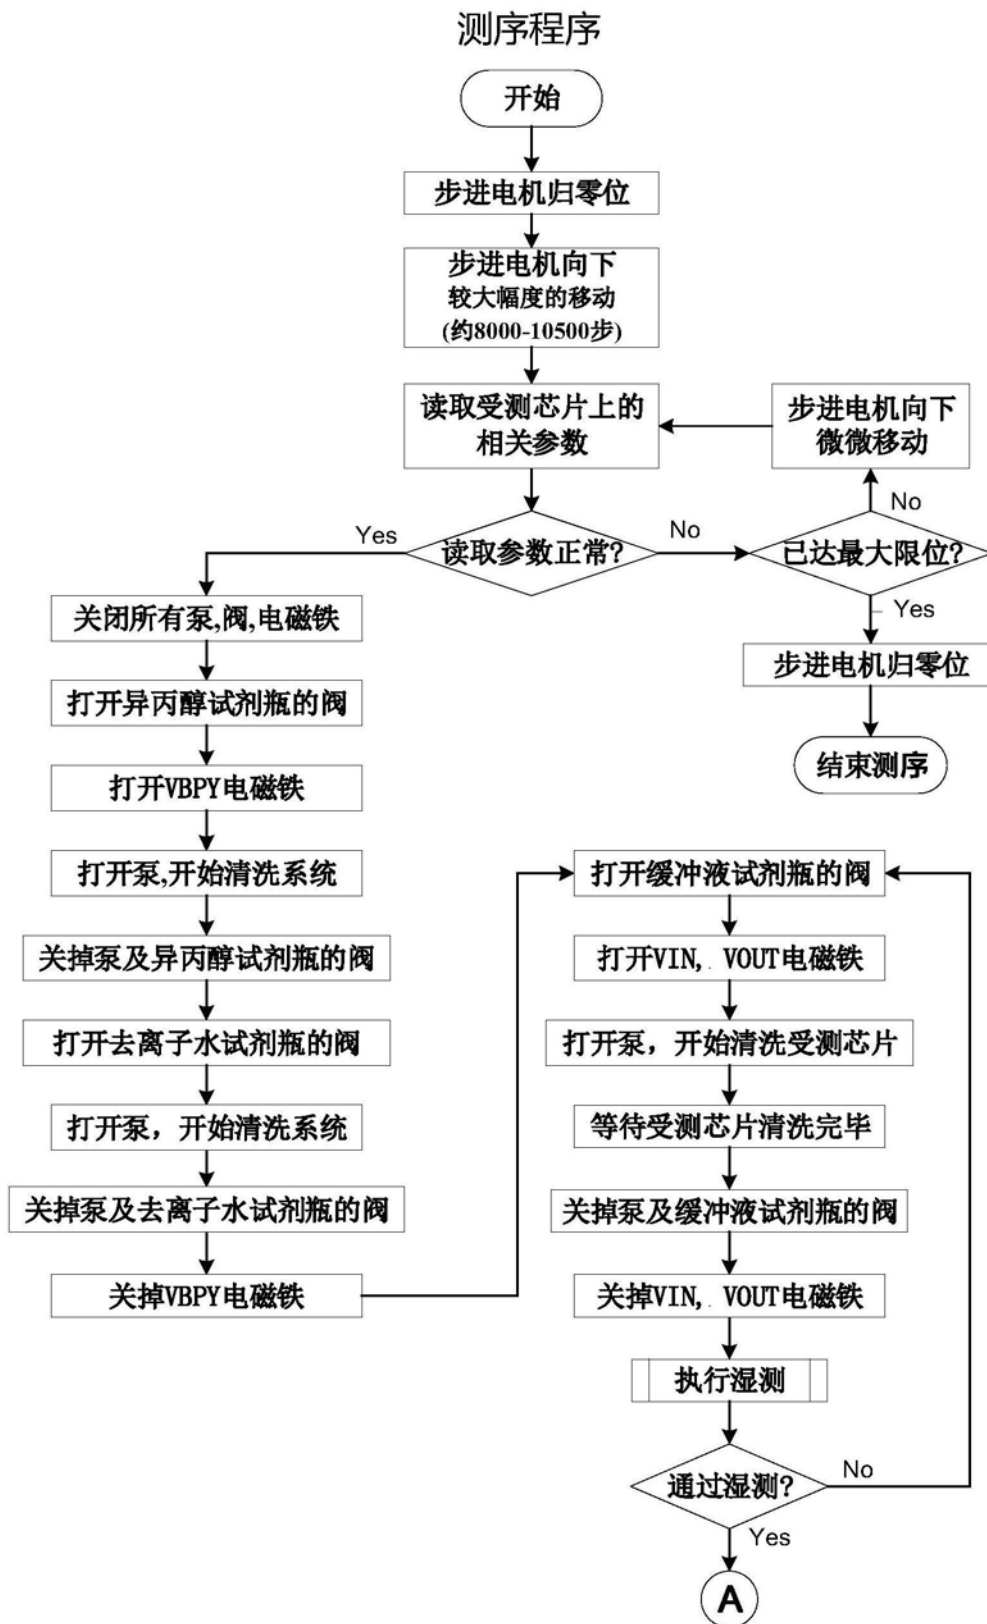 测序程序
开始
步进电机归零位
步进电机向下
较大幅度的移动
(约8000-10500步)
读取受测芯片上的
相关参数
步进电机向下
微微移动
No
Yes
读取参数正常?
No
已达最大限位?
Yes
关闭所有泵,阀,电磁铁
步进电机归零位
打开异丙醇试剂瓶的阀
结束测序
打开VBPY电磁铁
打开泵,开始清洗系统
关掉泵及异丙醇试剂瓶的阀
打开去离子水试剂瓶的阀
打开泵，开始清洗系统
关掉泵及去离子水试剂瓶的阀
关掉VBPY电磁铁
打开缓冲液试剂瓶的阀
打开VIN, VOUT电磁铁
打开泵，开始清洗受测芯片
等待受测芯片清洗完毕
关掉泵及缓冲液试剂瓶的阀
关掉VIN, VOUT电磁铁
执行湿测
通过湿测?
No
Yes
A